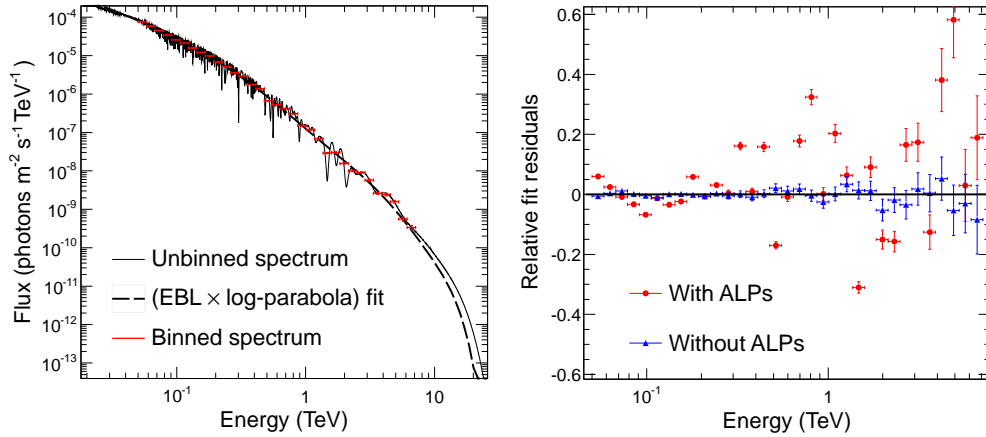 Flux (photons m⁻² s⁻¹ TeV⁻¹)
10⁻⁴
10⁻⁵
10⁻⁶
10⁻⁷
10⁻⁸
10⁻⁹
10⁻¹⁰
10⁻¹¹
10⁻¹²
10⁻¹³
Unbinned spectrum
(EBL × log-parabola) fit
Binned spectrum
10⁻¹ 1 10
Energy (TeV)
Relative fit residuals
0.6
0.4
0.2
0
-0.2
-0.4
-0.6
With ALPs
Without ALPs
10⁻¹ 1
Energy (TeV)